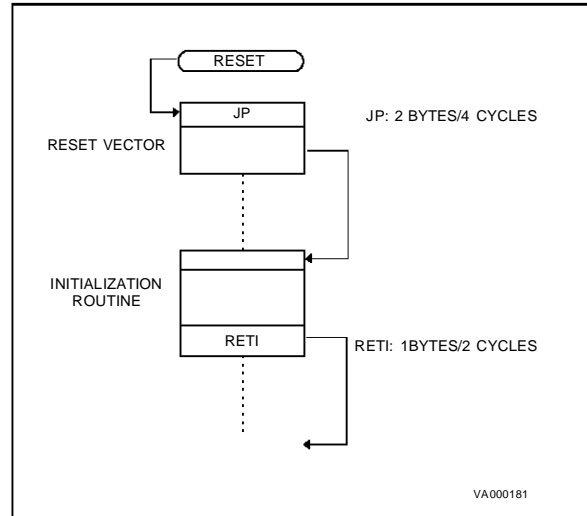 RESET
JP
JP: 2 BYTES/4 CYCLES
RESET VECTOR
INITIALIZATION
ROUTINE
RETI
RETI: 1BYTES/2 CYCLES
VA000181